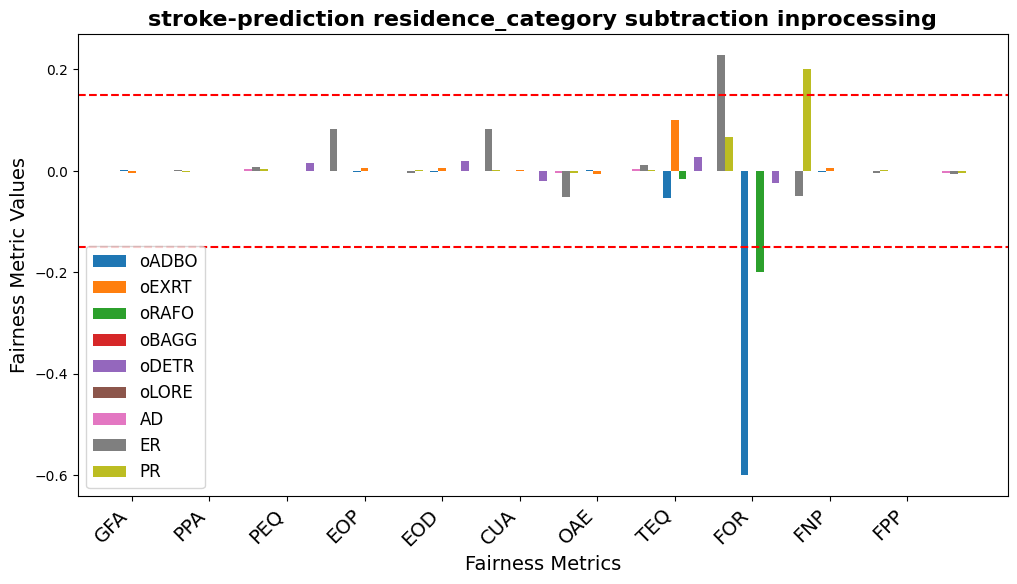 stroke-prediction residence_category subtraction inprocessing
Fairness Metric Values
0.2
0.0
−0.2
−0.4
−0.6
oADBO
oEXRT
oRAFO
oBAGG
oDETR
oLORE
AD
ER
PR
GFA
PPA
PEQ
EOP
EOD
CUA
OAE
TEQ
FOR
FNP
FPP
Fairness Metrics